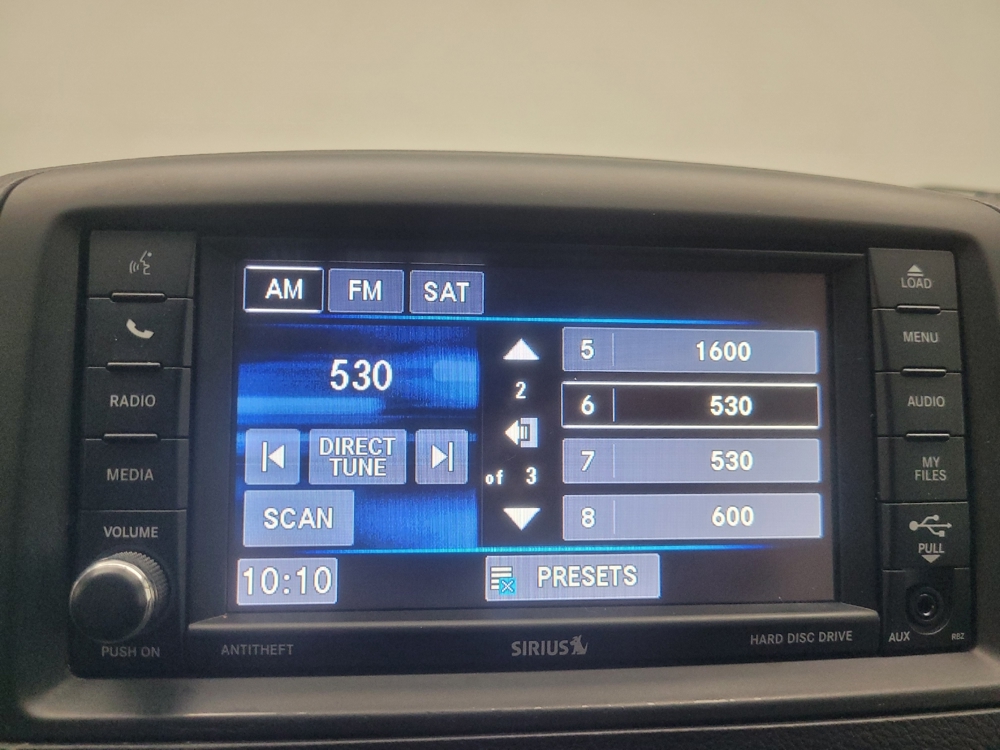 AM FM SAT
530
DIRECT
TUNE
SCAN
2
of 3
5 1600
6 530
7 530
8 600
10:10
PRESETS
RADIO
MEDIA
VOLUME
PUSH ON
LOAD
MENU
AUDIO
MY
FILES
PULL
AUX
RBZ
ANTITHEFT
SIRIUS
HARD DISC DRIVE